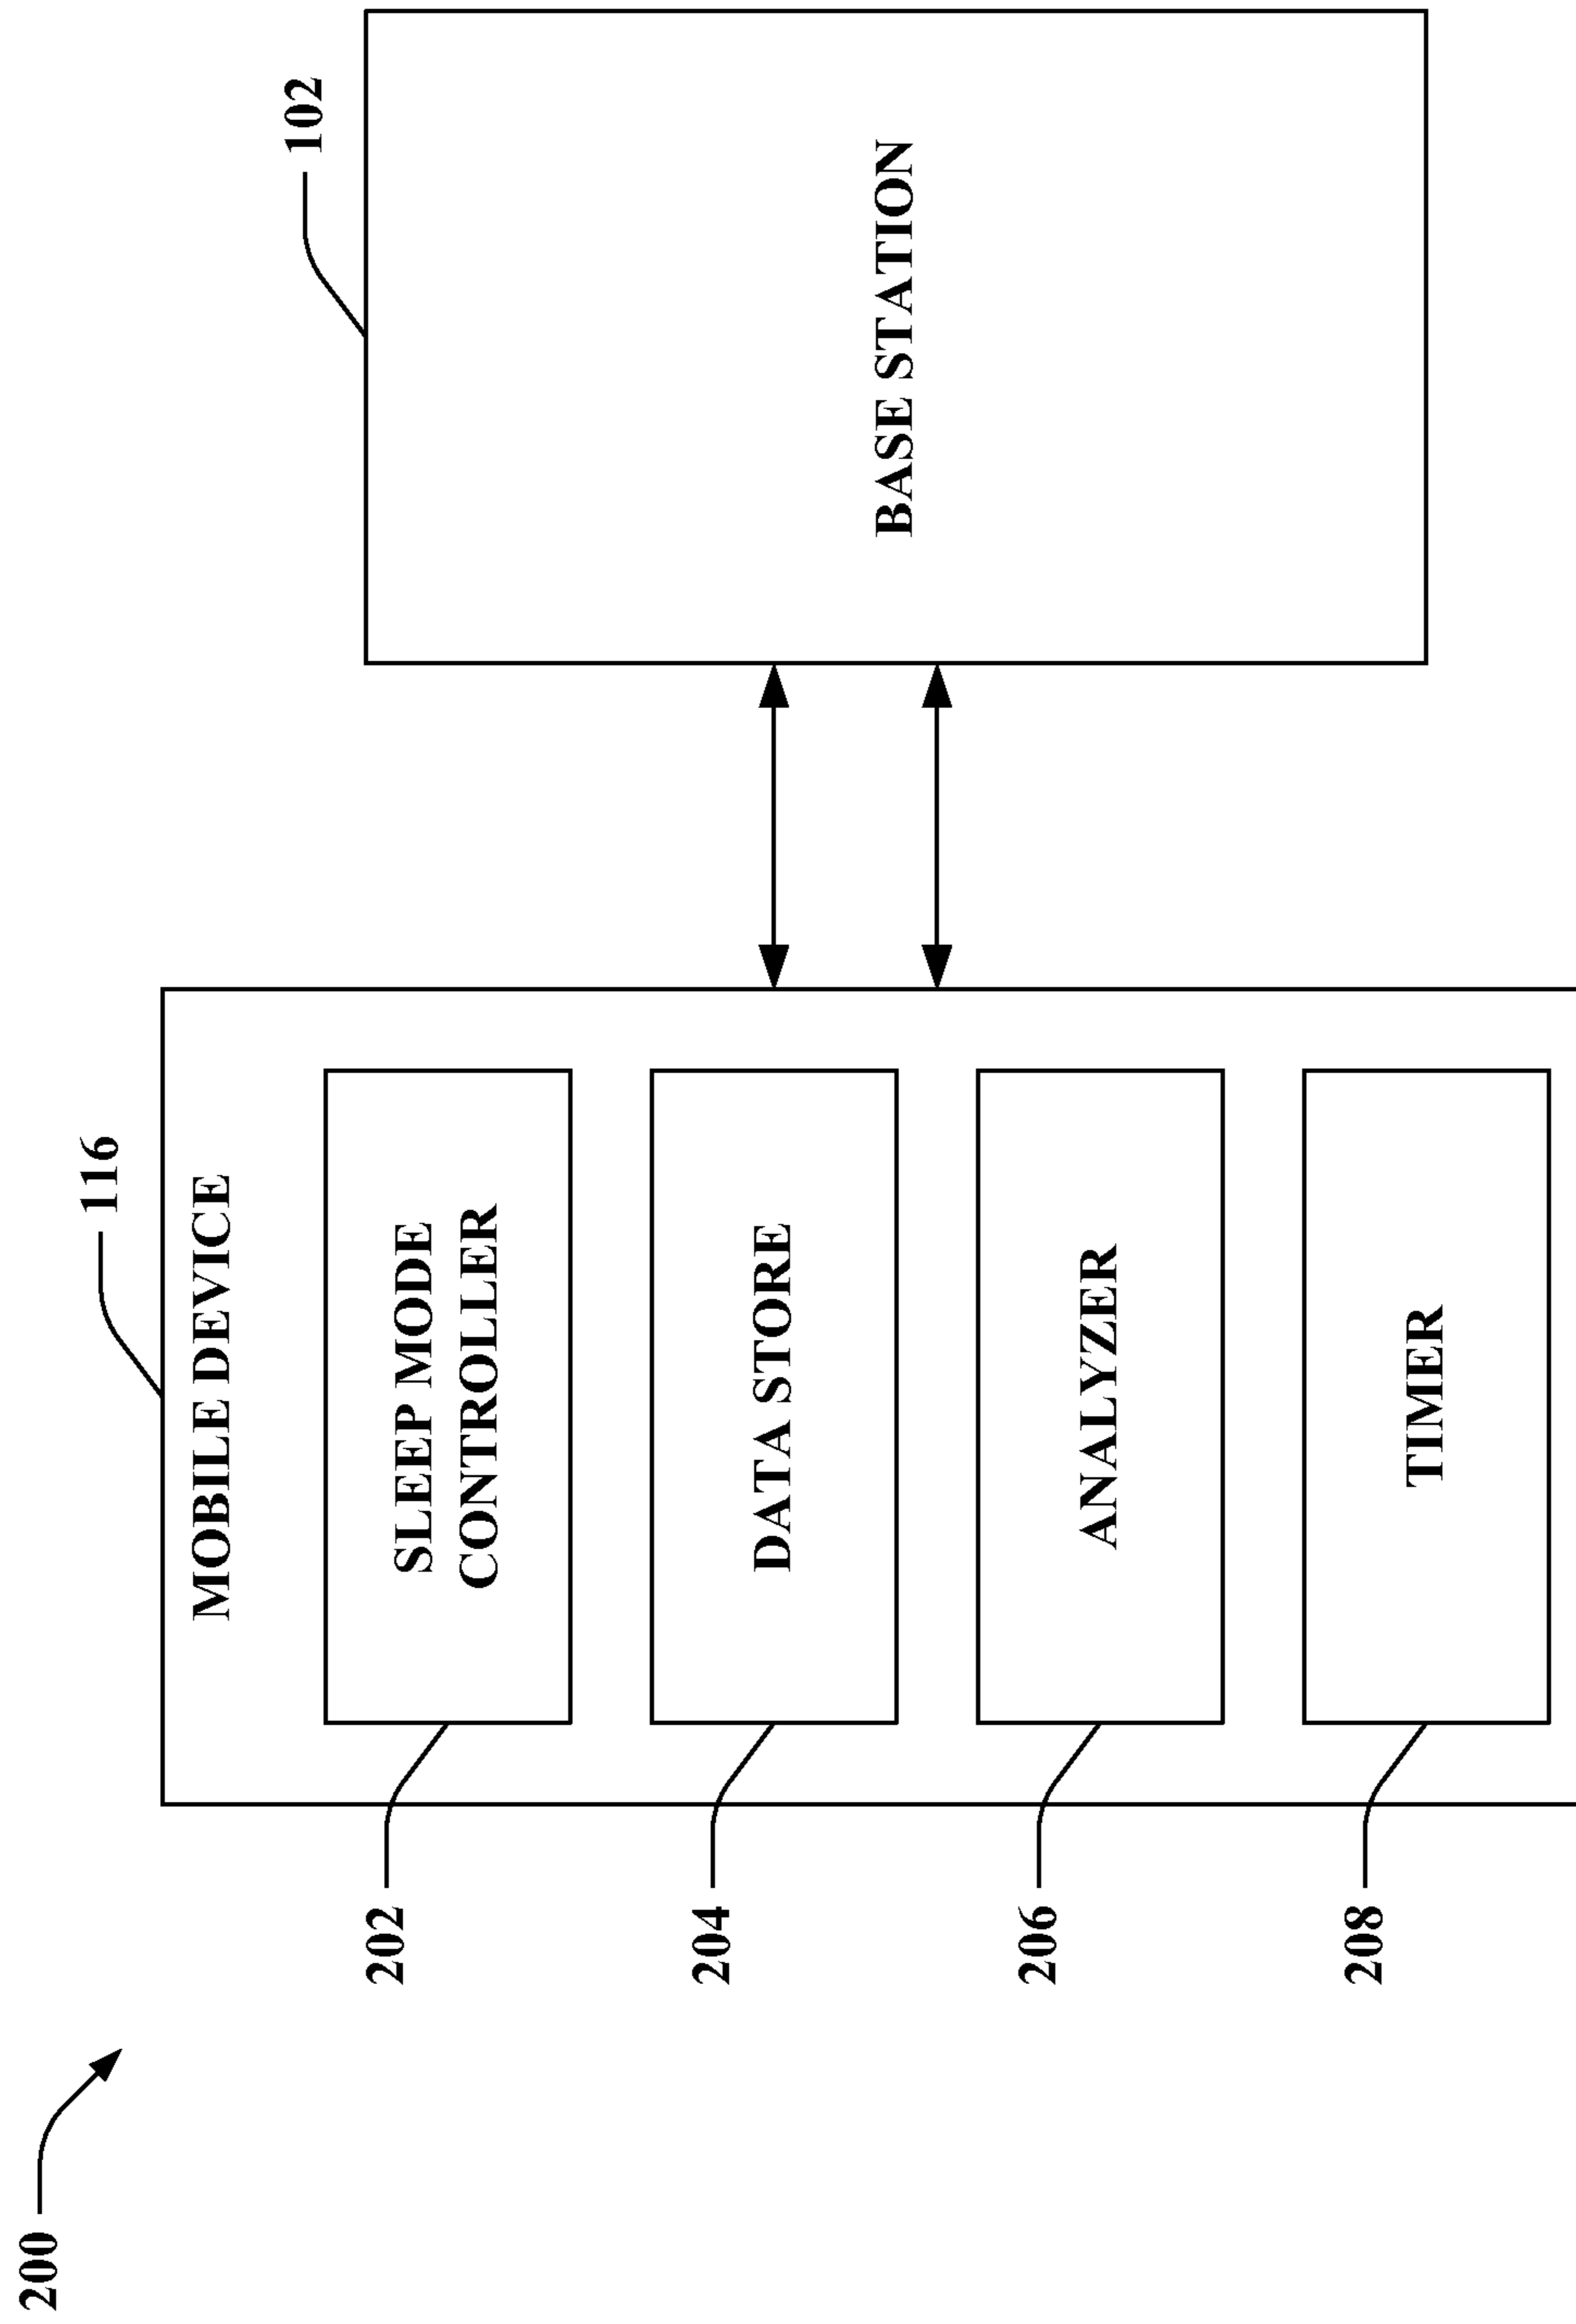 200
116
MOBILE DEVICE
202
SLEEP MODE
CONTROLLER
204
DATA STORE
206
ANALYZER
208
TIMER
102
BASE STATION